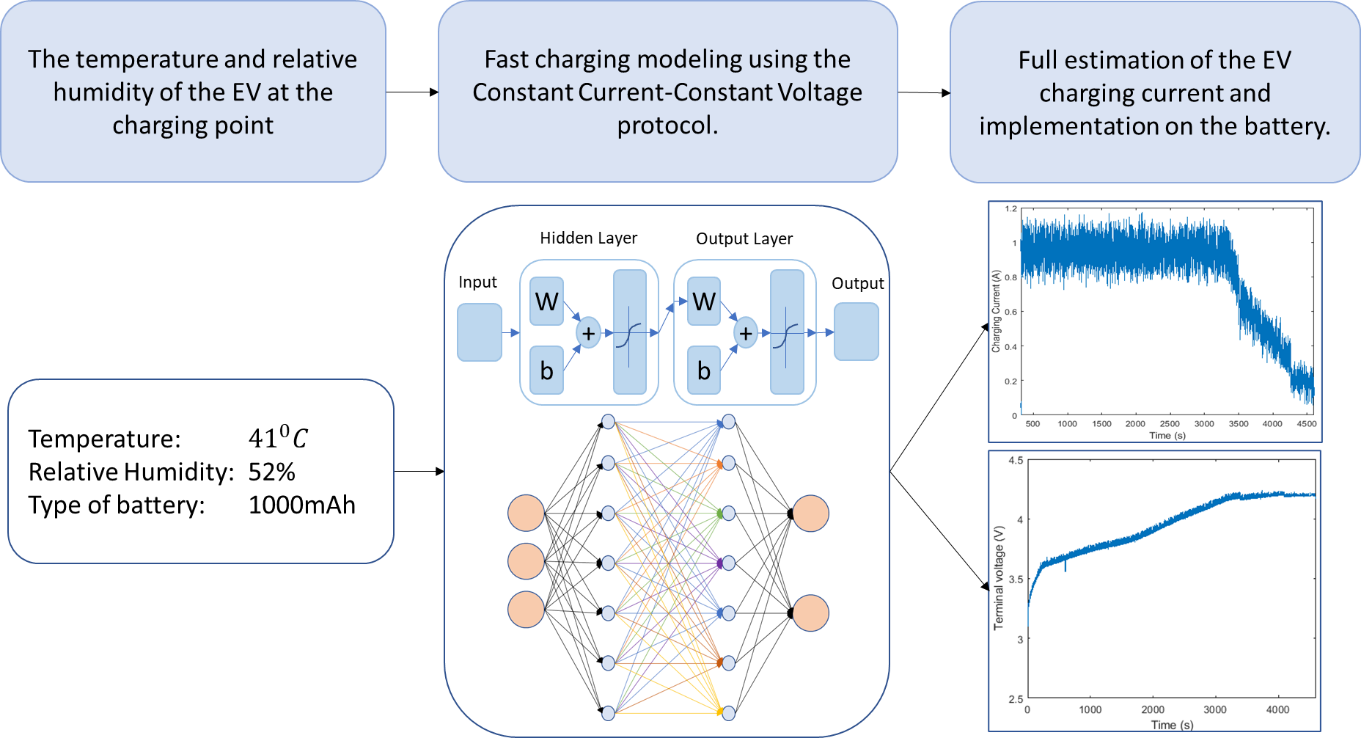 The temperature and relative
humidity of the EV at the
charging point
Fast charging modeling using the
Constant Current-Constant Voltage
protocol.
Full estimation of the EV
charging current and
implementation on the battery.
Temperature: 41⁰C
Relative Humidity: 52%
Type of battery: 1000mAh
Hidden Layer
Output Layer
Input
Output
W
+
b
W
+
b
1.2
1
0.8
0.6
0.4
0.2
0
Charging Current (A)
500 1000 1500 2000 2500 3000 3500 4000 4500
Time (s)
4.5
4
3.5
3
2.5
Terminal voltage (V)
0 1000 2000 3000 4000
Time (s)